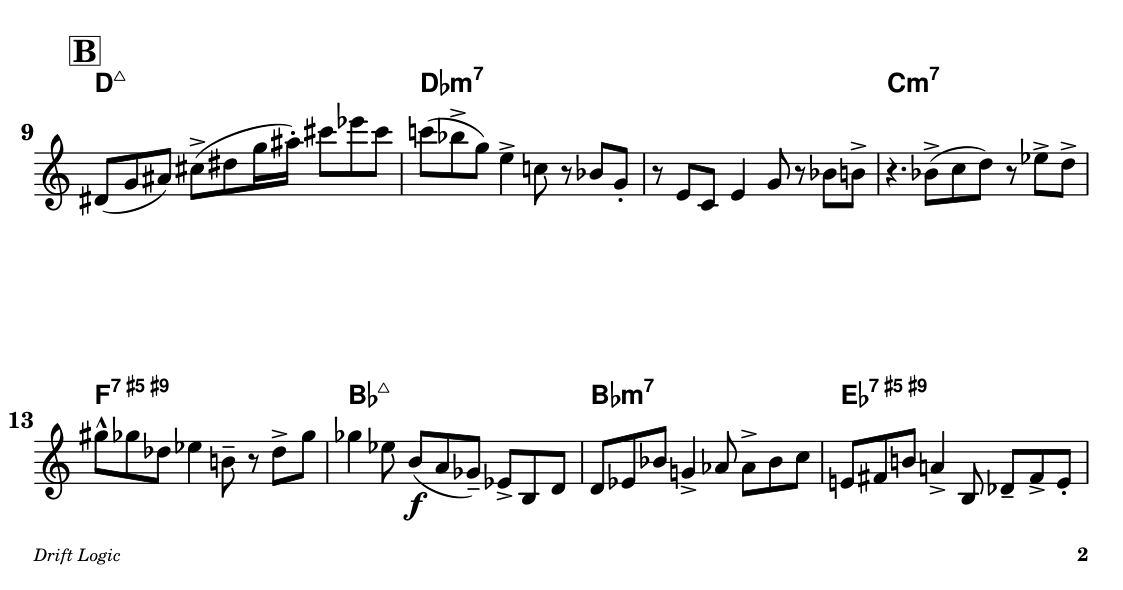 B
D△ D♭m7 Cm7
9
F7 ♯5 ♯9 B♭△ B♭m7 E♭7 ♯5 ♯9
13
f
Drift Logic 2